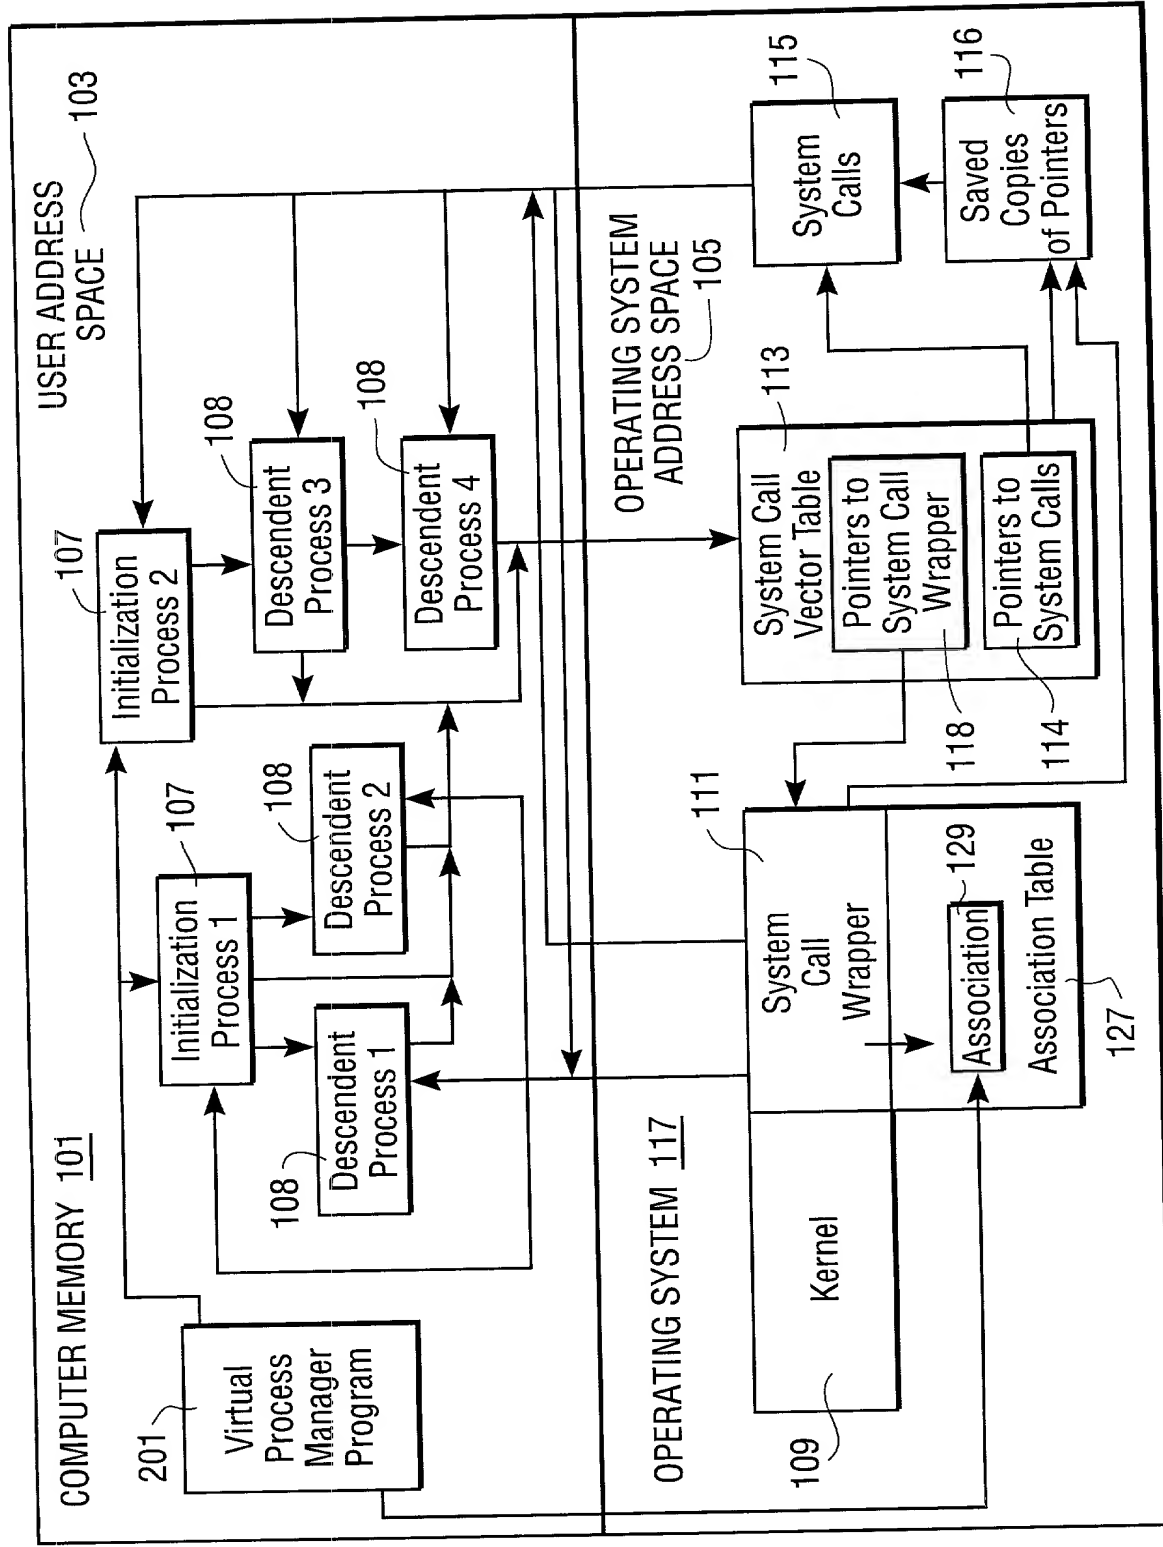 COMPUTER MEMORY 101
USER ADDRESS
SPACE
103
201
Virtual
Process
Manager
Program
107
Initialization
Process 1
108
Descendent
Process 1
108
Descendent
Process 2
107
Initialization
Process 2
108
Descendent
Process 3
108
Descendent
Process 4
OPERATING SYSTEM 117
OPERATING SYSTEM
ADDRESS SPACE
105
109
Kernel
111
System
Call
Wrapper
129
Association
Association Table
127
113
System Call
Vector Table
Pointers to
System Call
Wrapper
118
Pointers to
System Calls
114
115
System
Calls
116
Saved
Copies
of Pointers